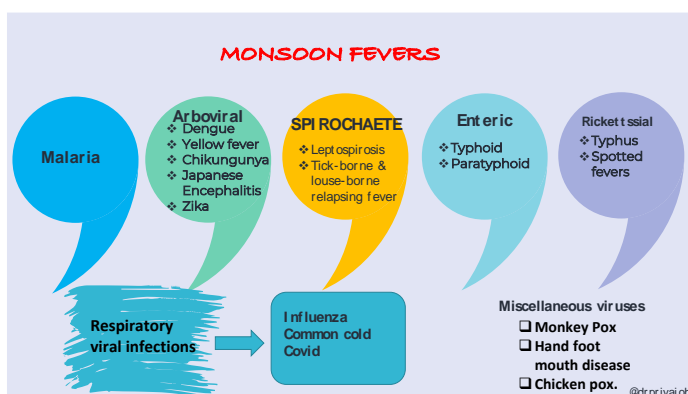 MONSOON FEVERS
Malaria
Arboviral
❖ Dengue
❖ Yellow fever
❖ Chikungunya
❖ Japanese
Encephalitis
❖ Zika
SPIROCHAETE
❖ Leptospirosis
❖ Tick-borne &
louse-borne
relapsing fever
Enteric
❖ Typhoid
❖ Paratyphoid
Rickettssial
❖ Typhus
❖ Spotted
fevers
Respiratory
viral infections
Influenza
Common cold
Covid
Miscellaneous viruses
❑ Monkey Pox
❑ Hand foot
mouth disease
❑ Chicken pox.